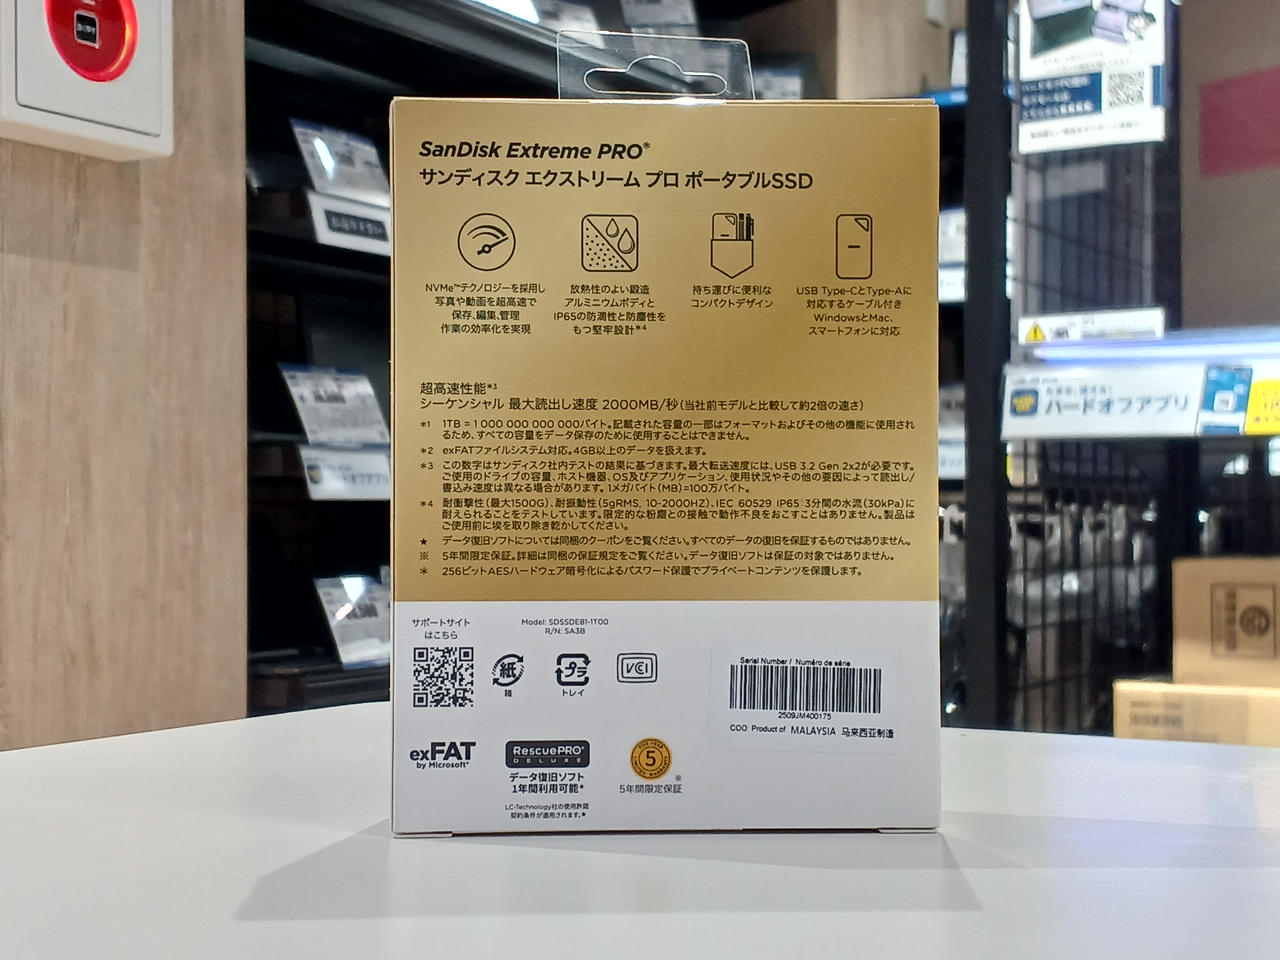 SanDisk Extreme PRO®
サンディスク エクストリーム プロ ポータブルSSD
NVMe™テクノロジーを採用し
写真や動画を超高速で
保存、編集、管理
作業の効率化を実現
放熱性のよい鍛造
アルミニウムボディと
IP65の防滴性と防塵性を
もつ堅牢設計*4
持ち運びに便利な
コンパクトデザイン
USB Type-CとType-Aに
対応するケーブル付き
WindowsとMac、
スマートフォンに対応
超高速性能*3
シーケンシャル 最大読出し速度 2000MB/秒(当社前モデルと比較して約2倍の速さ)
*1 1TB = 1 000 000 000 000バイト。記載された容量の一部はフォーマットおよびその他の機能に使用され
るため、すべての容量をデータ保存のために使用することはできません。
*2 exFATファイルシステム対応。4GB以上のデータを扱えます。
*3 この数字はサンディスク社内テストの結果に基づきます。最大転送速度には、USB 3.2 Gen 2x2が必要です。
ご使用のドライブの容量、ホスト機器、OS及びアプリケーション、使用状況やその他の要因によって読出し/
書込み速度は異なる場合があります。1メガバイト(MB)=100万バイト。
*4 耐衝撃性(最大1500G)、耐振動性(5gRMS, 10-2000HZ)、IEC 60529 IP65:3分間の水流(30kPa)に
耐えられることをテストしています。限定的な粉塵との接触で動作不良をおこすことはありません。製品は
ご使用前に埃を取り除き乾かしてください。
★ データ復旧ソフトについては同梱のクーポンをご覧ください。すべてのデータの復旧を保証するものではありません。
※ 5年間限定保証。詳細は同梱の保証規定をご覧ください。データ復旧ソフトは保証の対象ではありません。
* 256ビットAESハードウェア暗号化によるパスワード保護でプライベートコンテンツを保護します。
サポートサイト
はこちら
Model: SDSSDEB1-1T00
R/N: SA3B
紙
箱
プラ
トレイ
VCCI
Serial Number / Numéro de série
2509JM400175
COO: Product of MALAYSIA 马来西亚制造
exFAT
by Microsoft®
RescuePRO®
DELUXE
データ復旧ソフト
1年間利用可能★
LC-Technology社の使用許諾
契約条件が適用されます。★
FIVE-YEAR
5
LIMITED WARRANTY
※
5年間限定保証
ハードオフアプリ